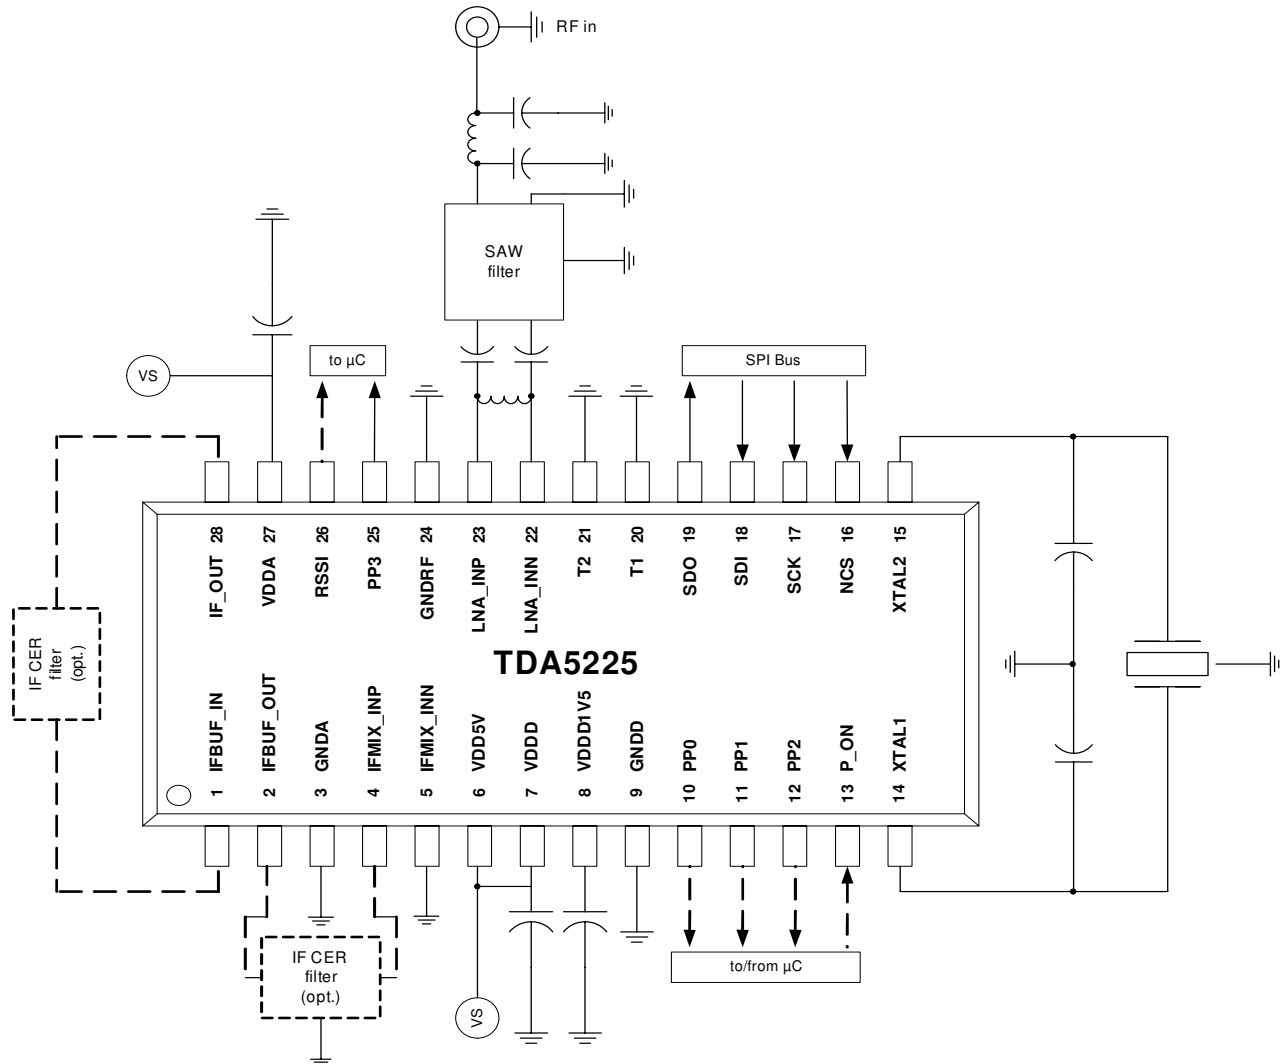 RF in
SAW
filter
VS
to µC
SPI Bus
28 27 26 25 24 23 22 21 20 19 18 17 16 15
IF_OUT VDDA RSSI PP3 GNDRF LNA_INP LNA_INN T2 T1 SDO SDI SCK NCS XTAL2
IF CER
filter
(opt.)
TDA5225
IFBUF_IN IFBUF_OUT GNDA IFMIX_INP IFMIX_INN VDD5V VDDD VDDD1V5 GNDD PP0 PP1 PP2 P_ON XTAL1
1 2 3 4 5 6 7 8 9 10 11 12 13 14
IF CER
filter
(opt.)
to/from µC
VS